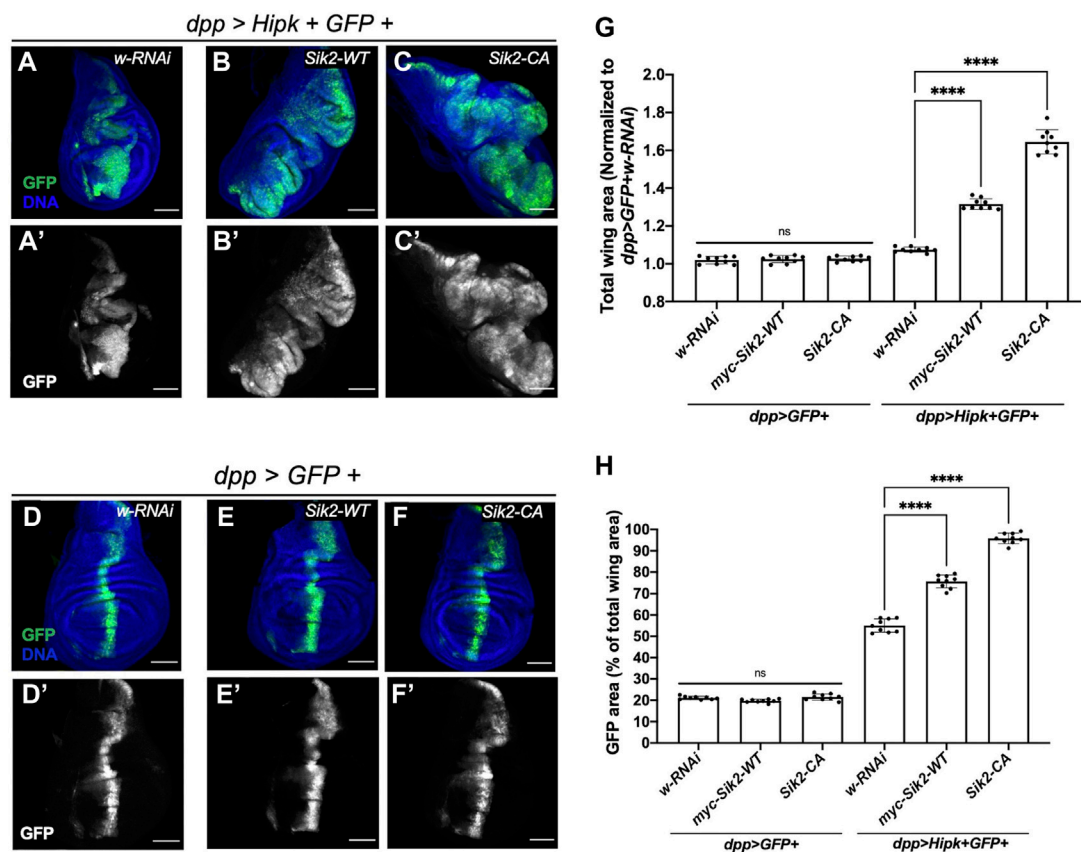 dpp > Hipk + GFP +
A
w-RNAi
B
Sik2-WT
C
Sik2-CA
GFP
DNA
A'
B'
C'
GFP
dpp > GFP +
D
w-RNAi
E
Sik2-WT
F
Sik2-CA
GFP
DNA
D'
E'
F'
GFP
G
Total wing area (Normalized to
dpp>GFP+w-RNAi)
2.0
1.8
1.6
1.4
1.2
1.0
0.8
ns
****
****
w-RNAi
myc-Sik2-WT
Sik2-CA
w-RNAi
myc-Sik2-WT
Sik2-CA
dpp>GFP+
dpp>Hipk+GFP+
H
GFP area (% of total wing area)
100
90
80
70
60
50
40
30
20
10
0
ns
****
****
w-RNAi
myc-Sik2-WT
Sik2-CA
w-RNAi
myc-Sik2-WT
Sik2-CA
dpp>GFP+
dpp>Hipk+GFP+